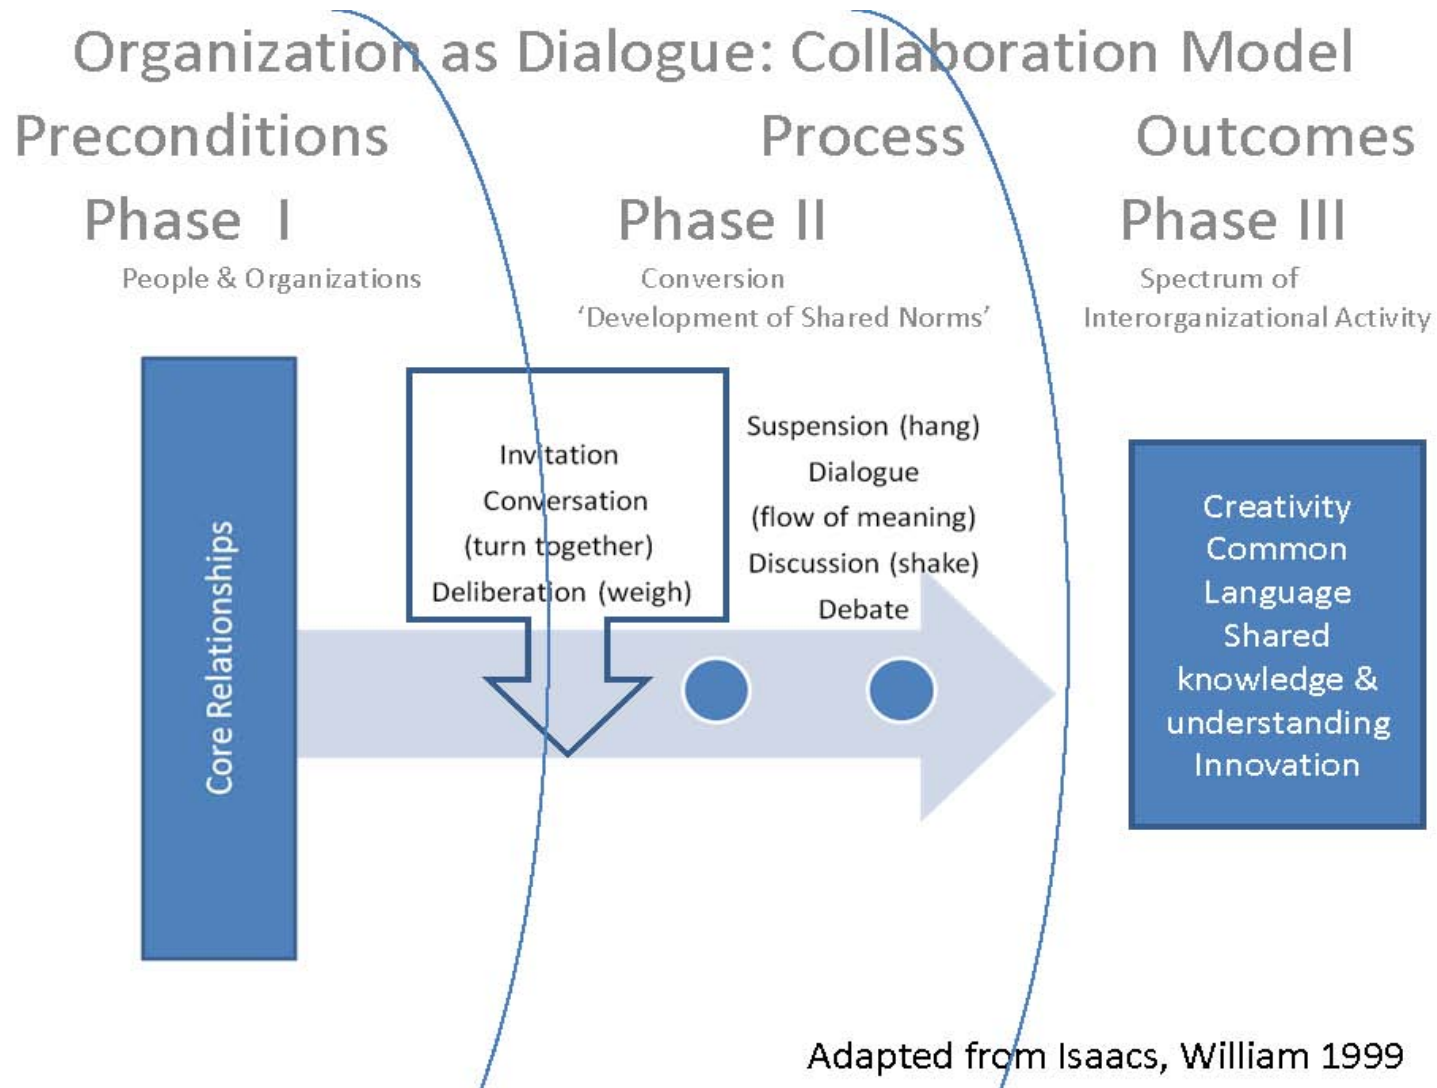 Organization as Dialogue: Collaboration Model
Preconditions Process Outcomes
Phase I Phase II Phase III
People & Organizations
Conversion
'Development of Shared Norms'
Spectrum of
Interorganizational Activity
Core Relationships
Invitation
Conversation
(turn together)
Deliberation (weigh)
Suspension (hang)
Dialogue
(flow of meaning)
Discussion (shake)
Debate
Creativity
Common
Language
Shared
knowledge &
understanding
Innovation
Adapted from Isaacs, William 1999